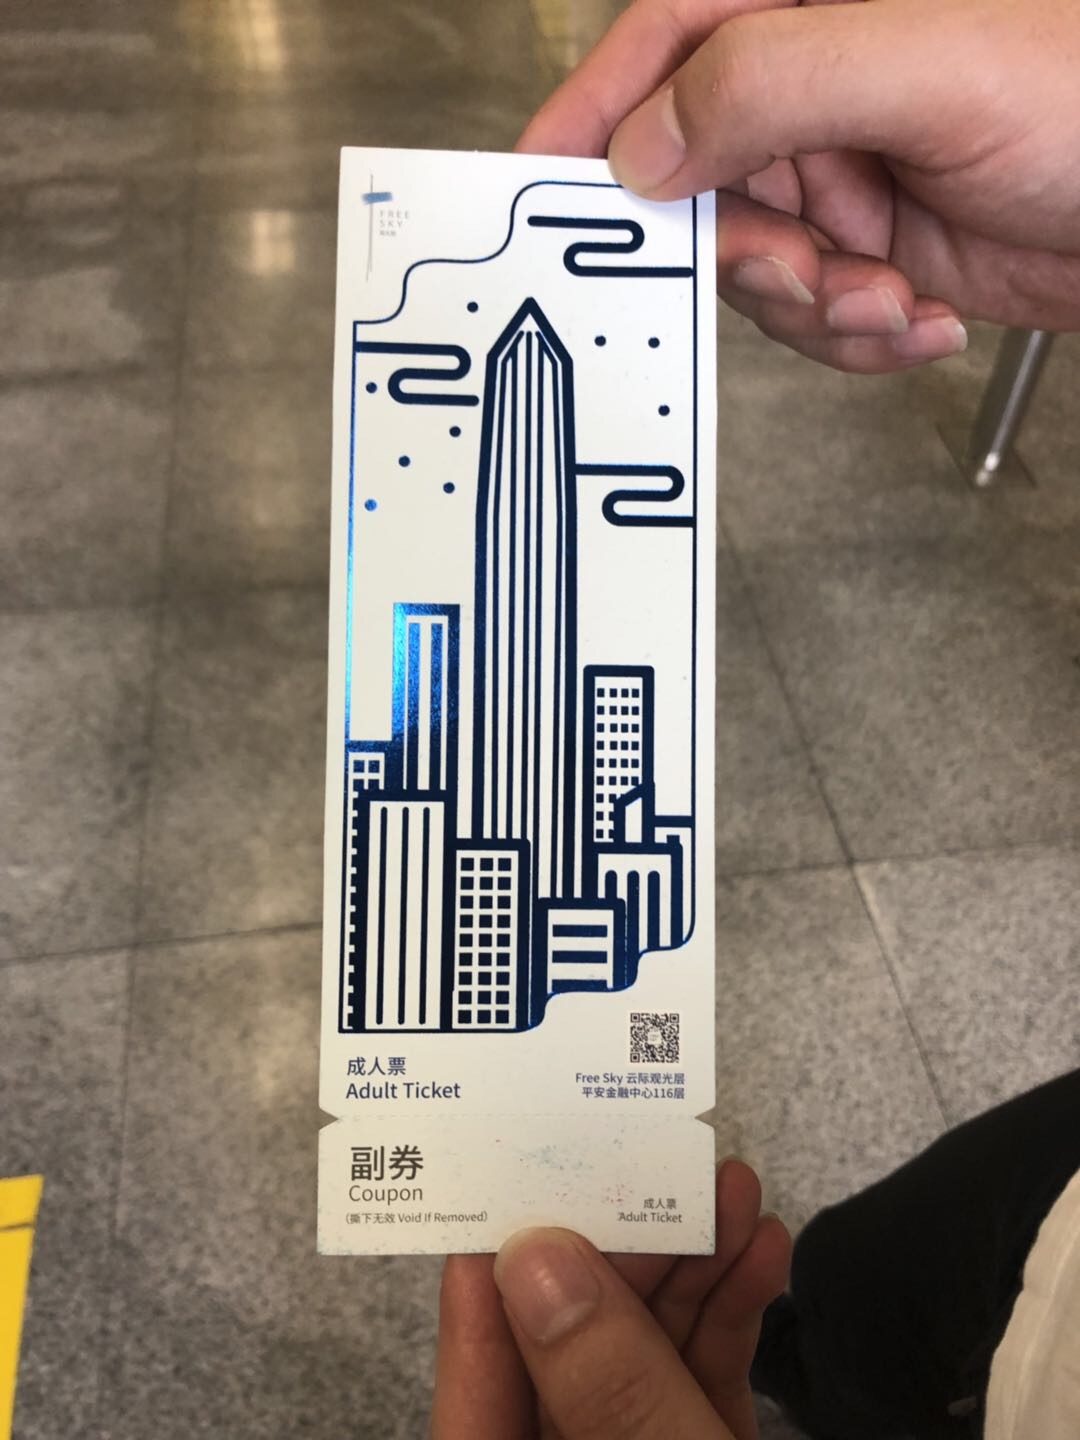 FREE
SKY
成人票
Adult Ticket
Free Sky 云际观光层
平安金融中心116层
副券
Coupon
(撕下无效 Void If Removed)
成人票
Adult Ticket